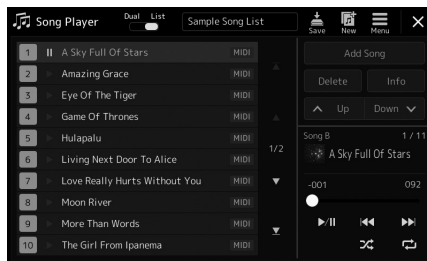 Song Player Dual List Sample Song List Save New Menu
1 A Sky Full Of Stars MIDI
2 Amazing Grace MIDI
3 Eye Of The Tiger MIDI
4 Game Of Thrones MIDI
5 Hulapalu MIDI
6 Living Next Door To Alice MIDI
7 Love Really Hurts Without You MIDI
8 Moon River MIDI
9 More Than Words MIDI
10 The Girl From Ipanema MIDI
1/2
Add Song
Delete Info
Up Down
Song B 1 / 11
A Sky Full Of Stars
-001 092